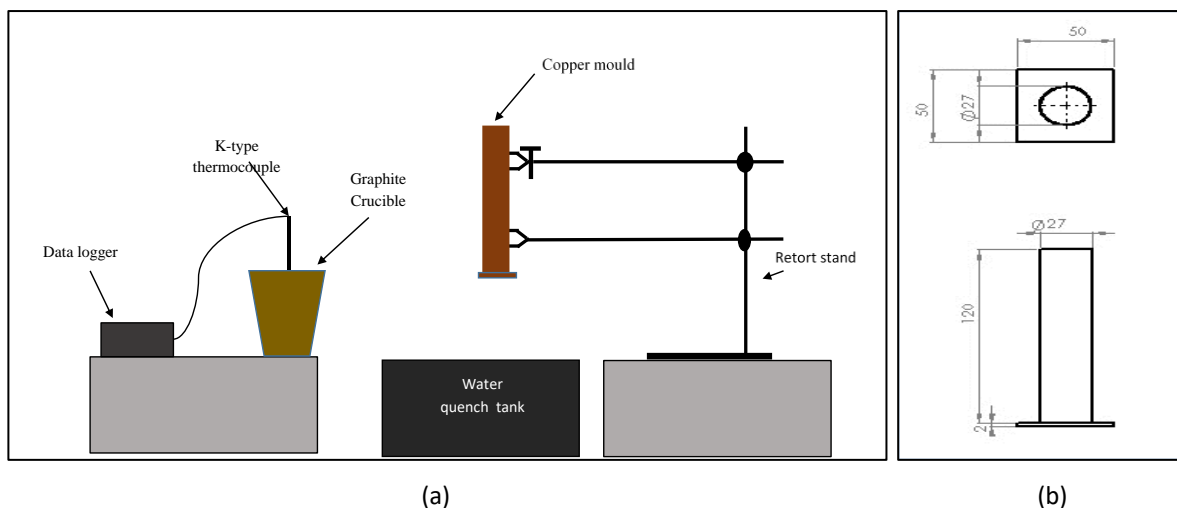 Copper mould
K-type
thermocouple
Graphite
Crucible
Data logger
Retort stand
Water
quench tank
(a)
50
50
Ø27
Ø27
120
2
(b)